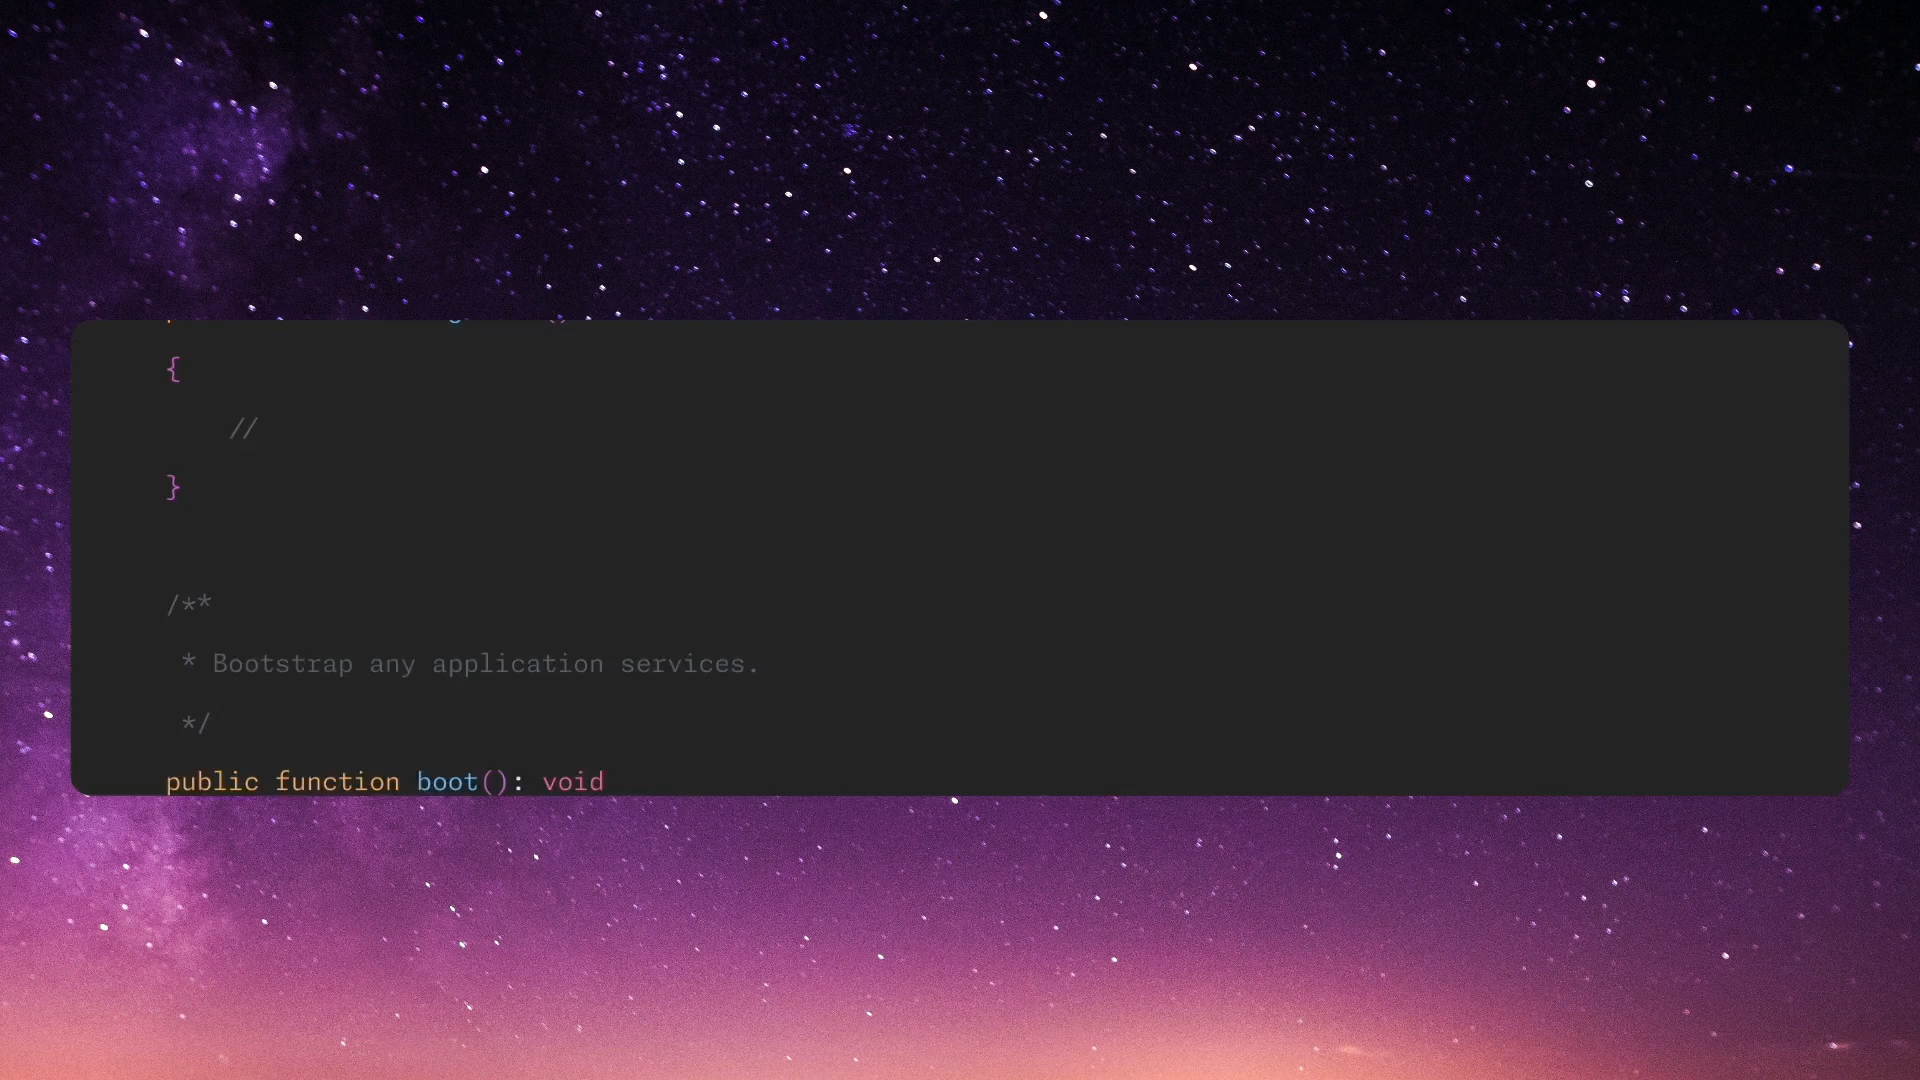 {
//
}
/**
* Bootstrap any application services.
*/
public function boot(): void